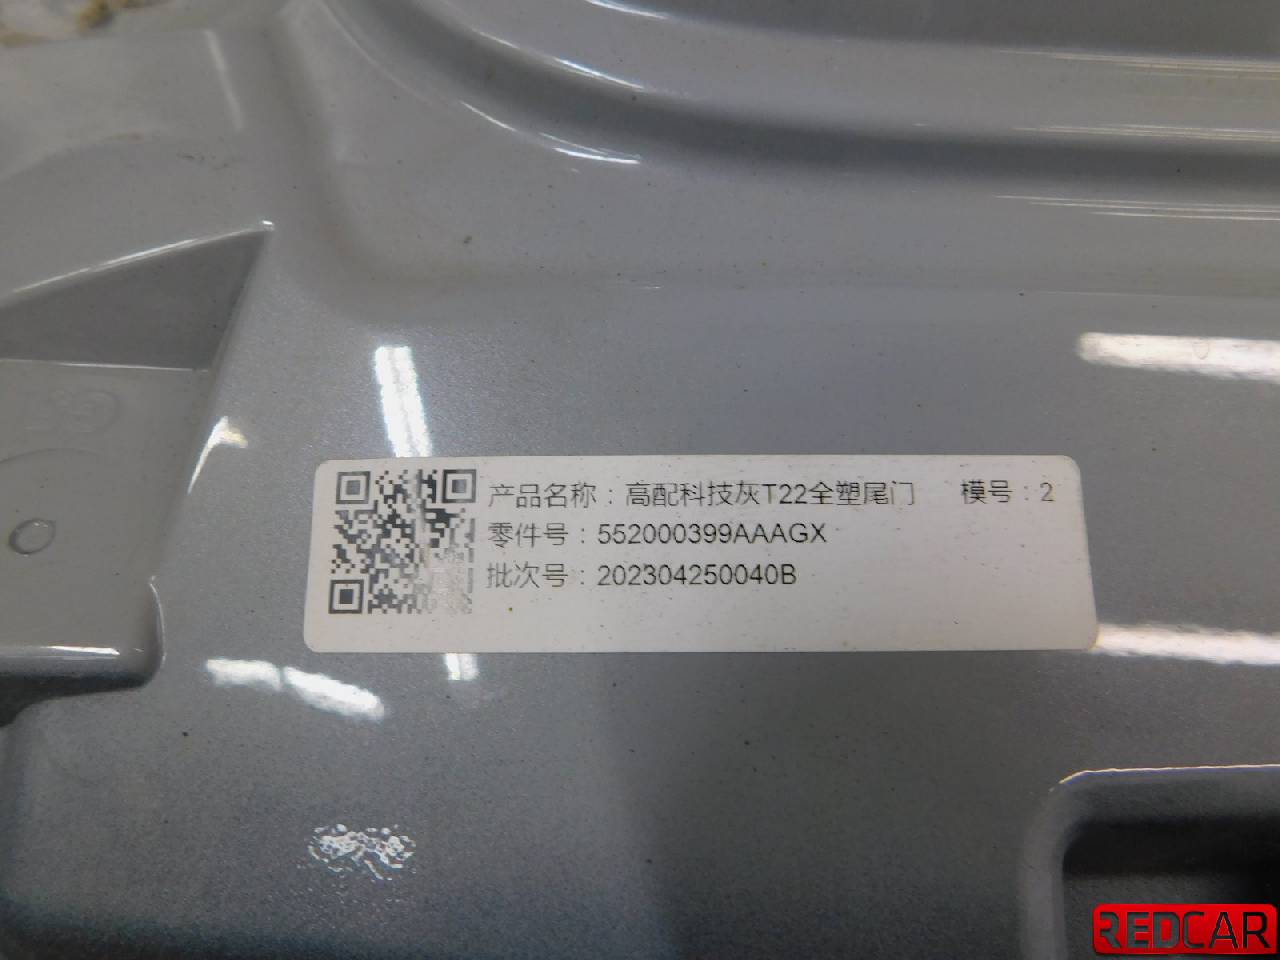 产品名称：高配科技灰T22全塑尾门 模号：2
零件号：552000399AAAGX
批次号：202304250040B
REDCAR